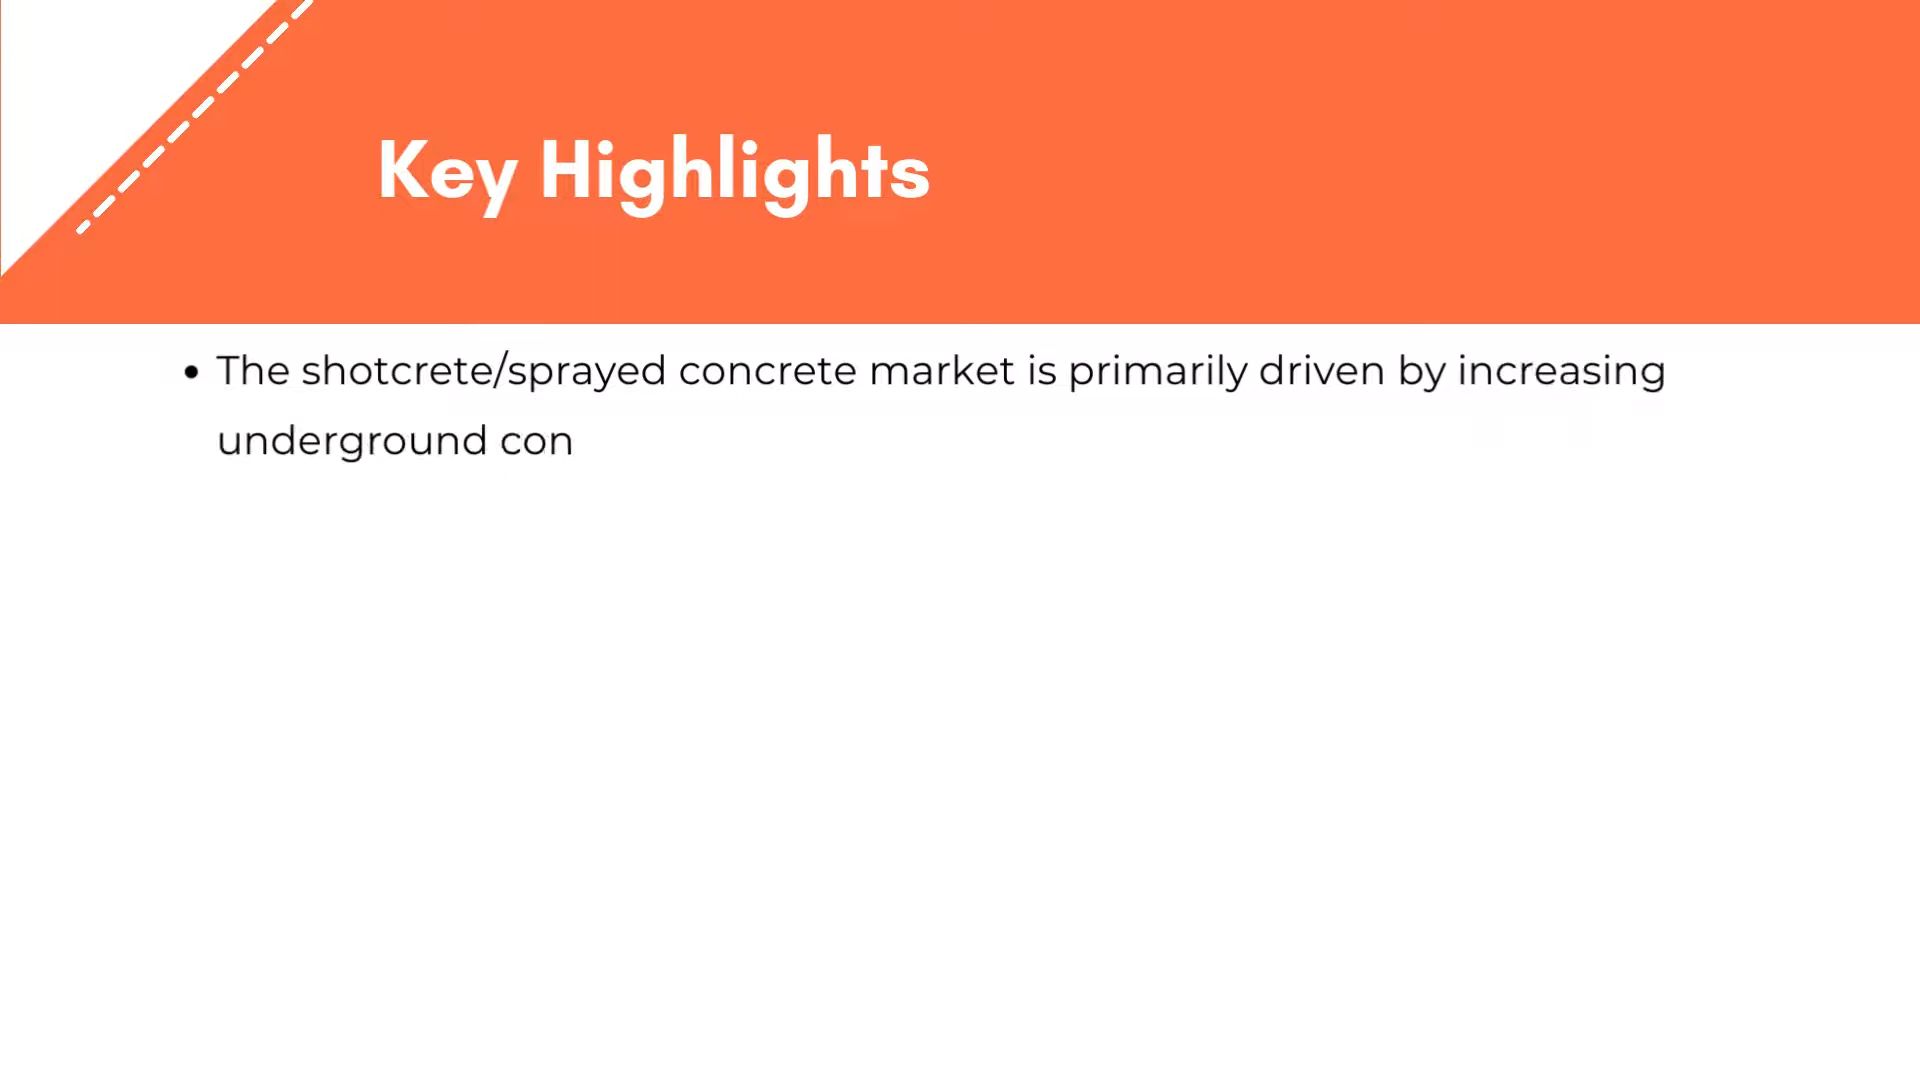 Key Highlights
• The shotcrete/sprayed concrete market is primarily driven by increasing
underground con